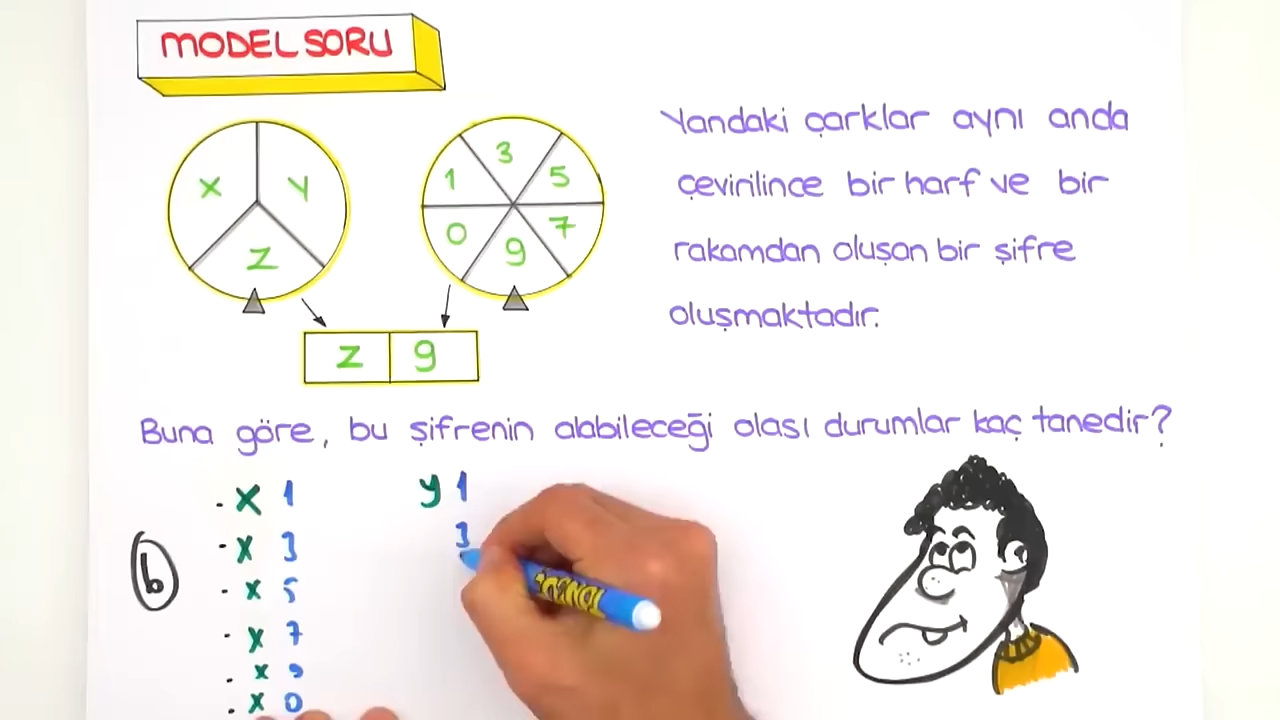 MODEL SORU
X Y Z
1 3 5 0 9 7
Z 9
Yandaki çarklar aynı anda
çevirilince bir harf ve bir
rakamdan oluşan bir şifre
oluşmaktadır.
Buna göre, bu şifrenin alabileceği olası durumlar kaç tanedir?
6
. X 1
. X 3
. X 5
. X 7
. X 9
. X 0
y 1
3